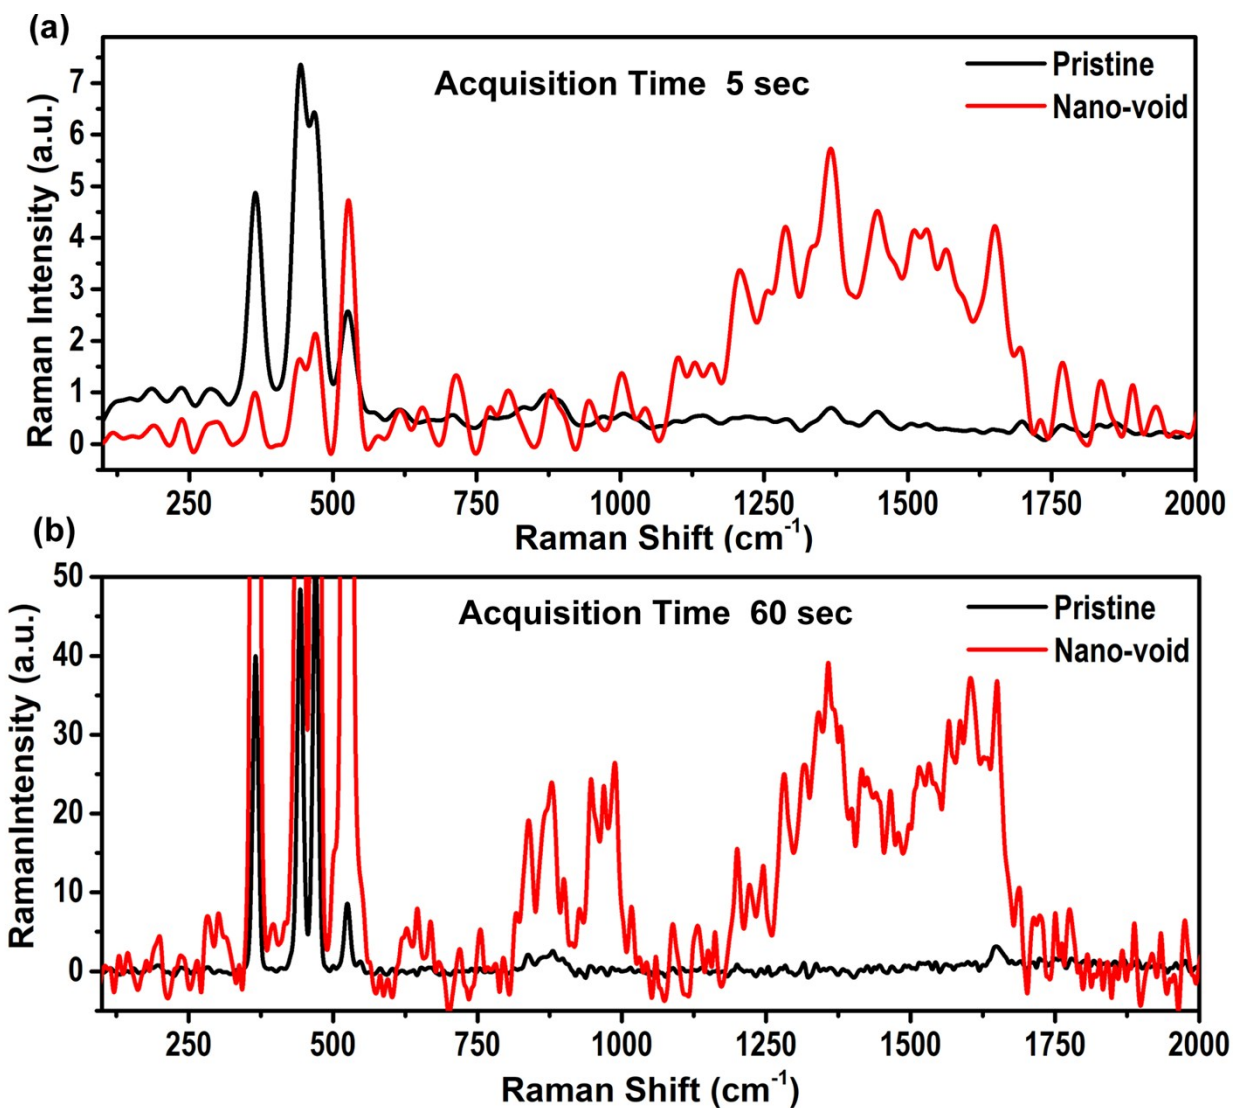 (a)
Acquisition Time 5 sec
Pristine
Nano-void
Raman Intensity (a.u.)
7
6
5
4
3
2
1
0
250 500 750 1000 1250 1500 1750 2000
Raman Shift (cm-1)
(b)
Acquisition Time 60 sec
Pristine
Nano-void
RamanIntensity (a.u.)
50
40
30
20
10
0
250 500 750 1000 1250 1500 1750 2000
Raman Shift (cm-1)